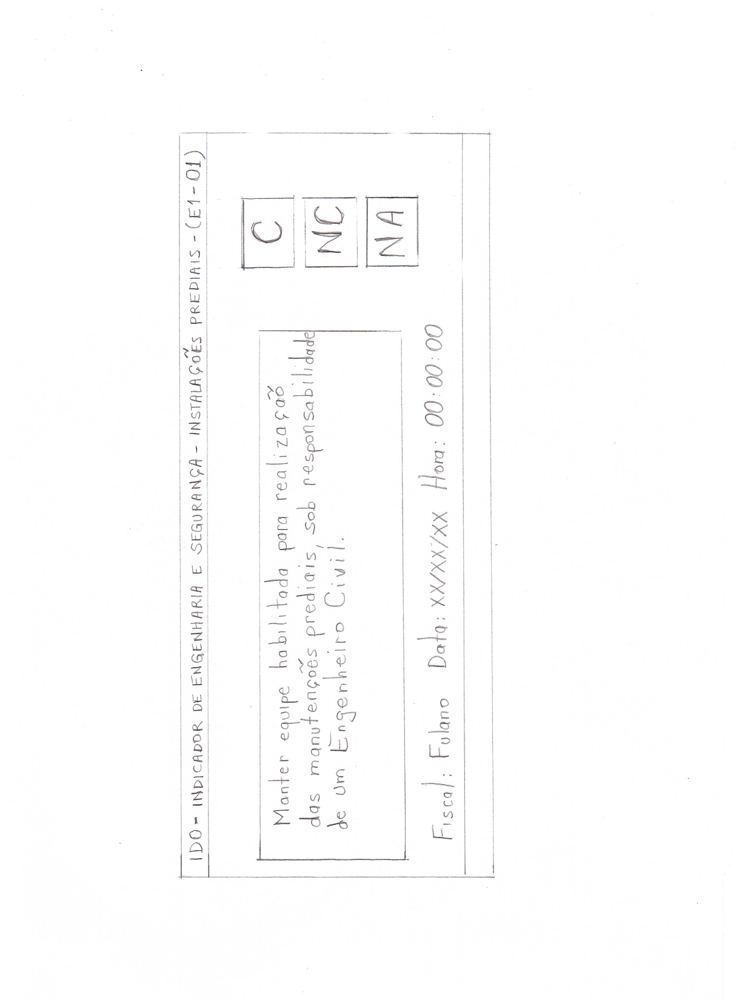 IDO - INDICADOR DE ENGENHARIA E SEGURANÇA - INSTALAÇÕES PREDIAIS - (E1-01)
Manter equipe habilitada para realização
das manutenções prediais, sob responsabilidade
de um Engenheiro Civil.
C
NC
NA
Fiscal: Fulano Data: XX/XX/XX Hora: 00:00:00